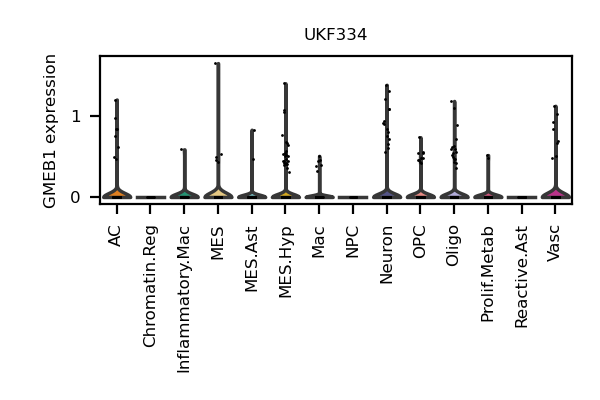 UKF334
GMEB1 expression
1
0
AC
Chromatin.Reg
Inflammatory.Mac
MES
MES.Ast
MES.Hyp
Mac
NPC
Neuron
OPC
Oligo
Prolif.Metab
Reactive.Ast
Vasc